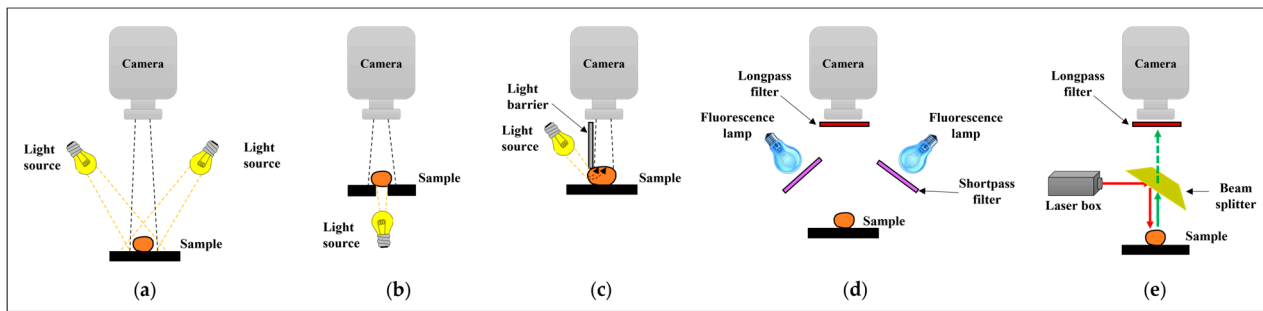 Camera
Light
source
Light
source
Sample
(a)
Camera
Sample
Light
source
(b)
Camera
Light
barrier
Light
source
Sample
(c)
Camera
Longpass
filter
Fluorescence
lamp
Fluorescence
lamp
Shortpass
filter
Sample
(d)
Camera
Longpass
filter
Laser box
Beam
splitter
Sample
(e)